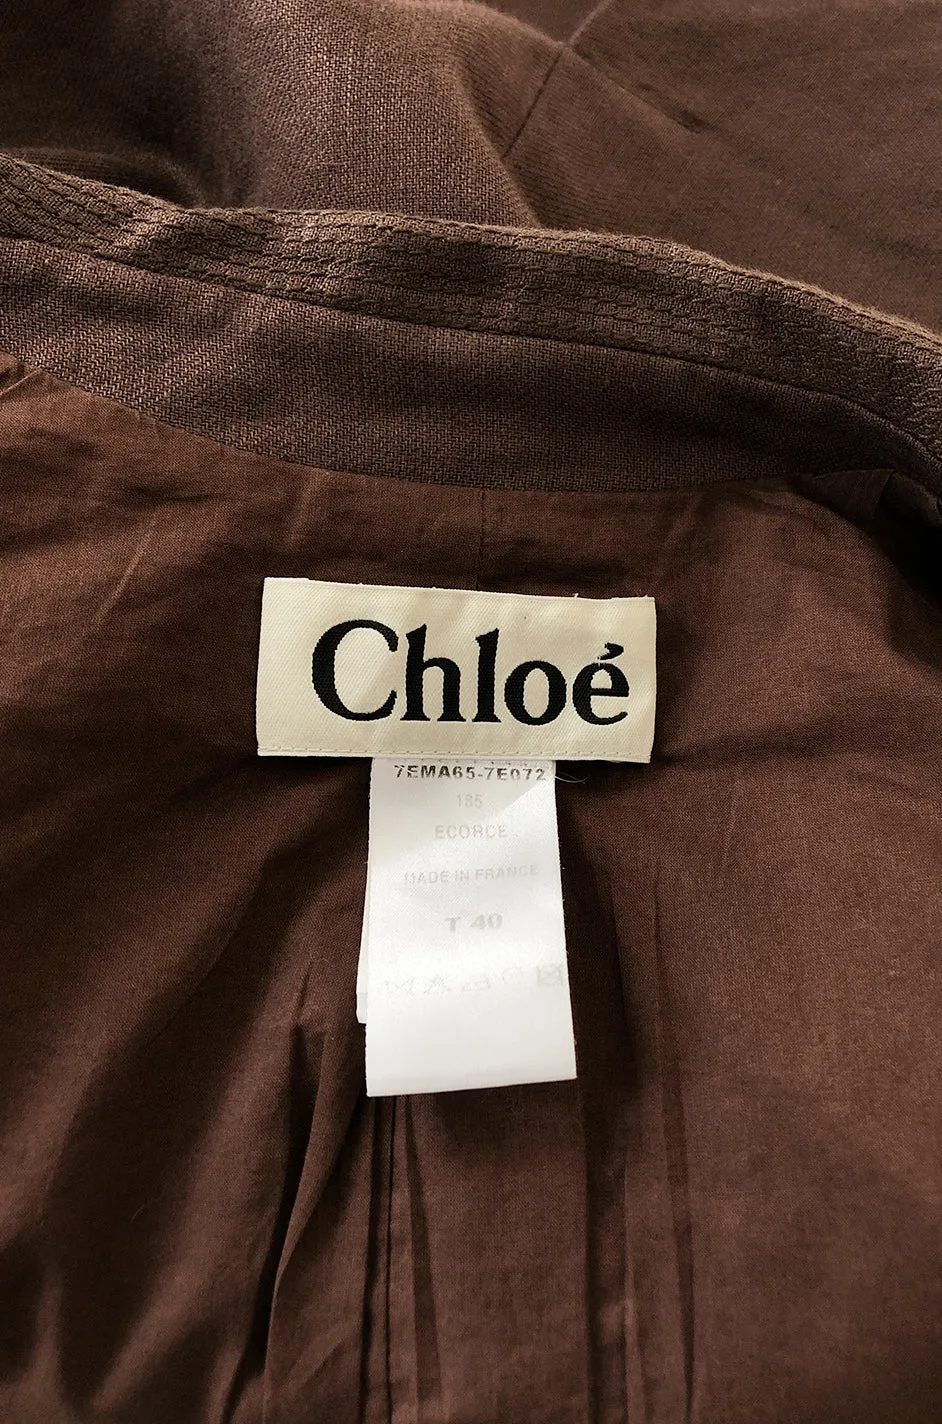 Chloé
7EMA65-7E072
185
ECORCE
MADE IN FRANCE
T 40